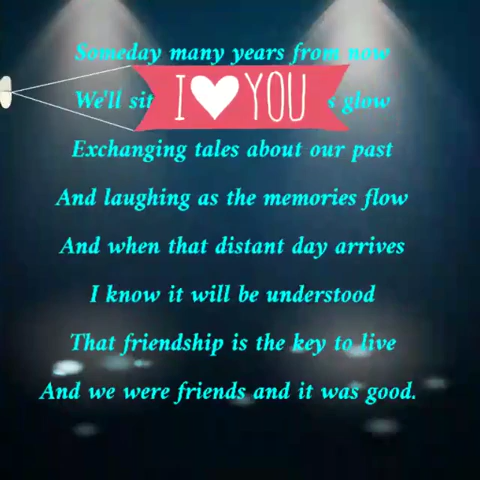 Someday many years from now
We'll sit glow
I YOU
Exchanging tales about our past
And laughing as the memories flow
And when that distant day arrives
I know it will be understood
That friendship is the key to live
And we were friends and it was good.